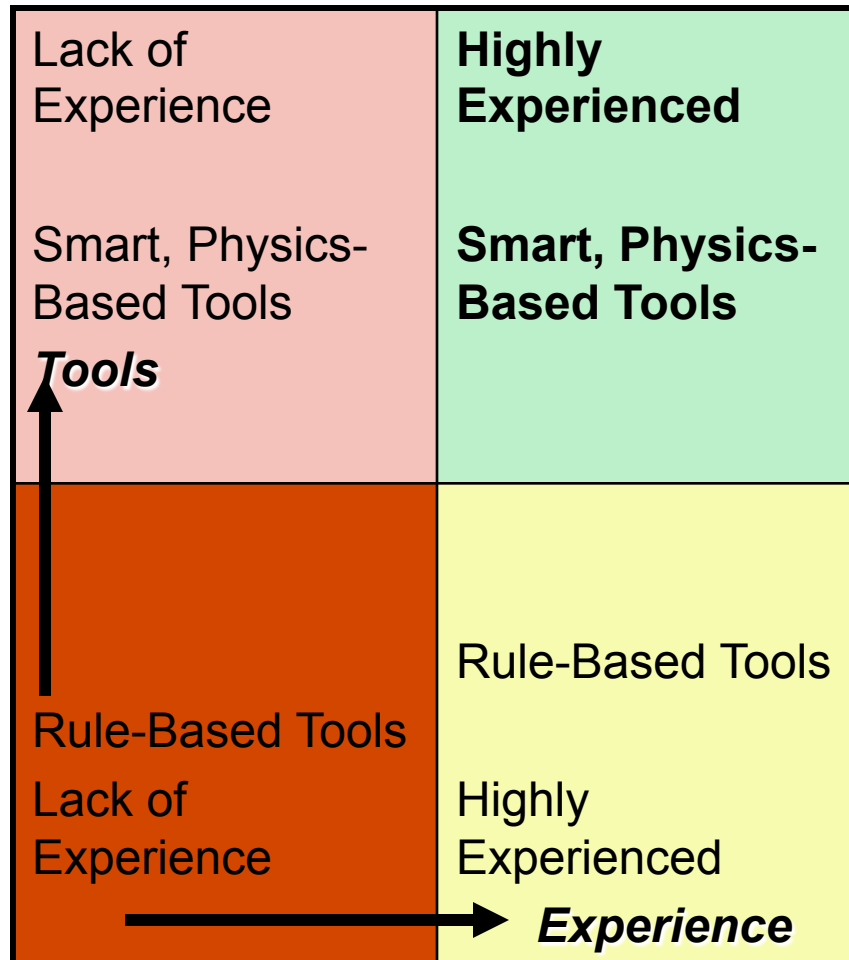 Lack of
Experience
Smart, Physics-
Based Tools
Tools
Highly
Experienced
Smart, Physics-
Based Tools
Rule-Based Tools
Lack of
Experience
Rule-Based Tools
Highly
Experienced
Experience